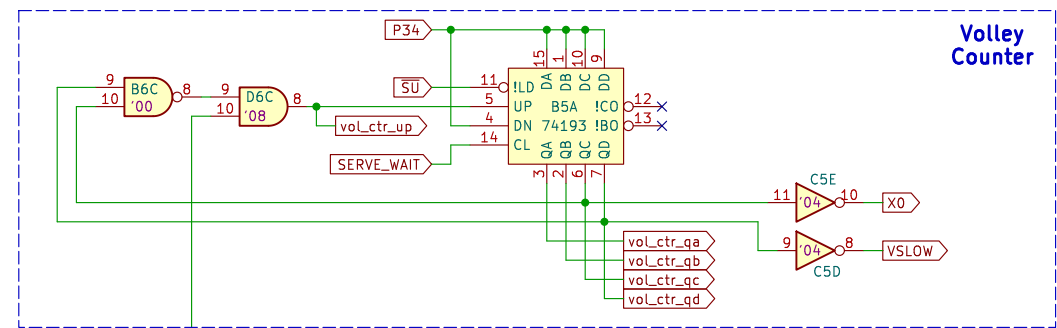 Volley
Counter
P34
15
1
10
9
DA
DB
DC
DD
SU
11
!LD
9
10
B6C
'00
8
9
10
D6C
'08
8
5
UP
B5A
!CO
12
vol_ctr_up
4
DN
74193
!BO
13
SERVE_WAIT
14
CL
QA
QB
QC
QD
3
2
6
7
C5E
11
'04
10
X0
vol_ctr_qa
9
'04
8
VSLOW
vol_ctr_qb
C5D
vol_ctr_qc
vol_ctr_qd